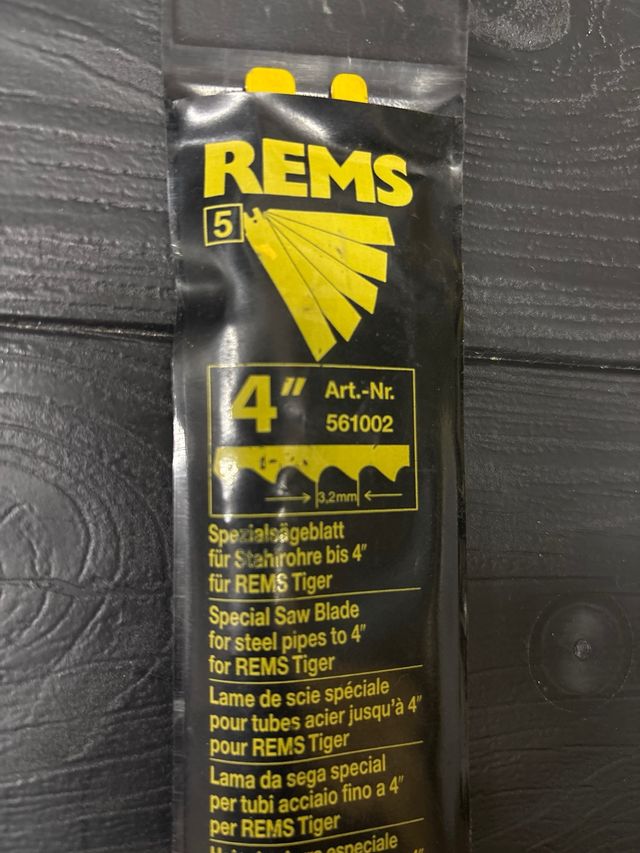 REMS
5
4" Art.-Nr.
561002
3,2mm
Spezialsägeblatt
für Stahlrohre bis 4"
für REMS Tiger
Special Saw Blade
for steel pipes to 4"
for REMS Tiger
Lame de scie spéciale
pour tubes acier jusqu'à 4"
pour REMS Tiger
Lama da sega special
per tubi acciaio fino a 4"
per REMS Tiger
especiale